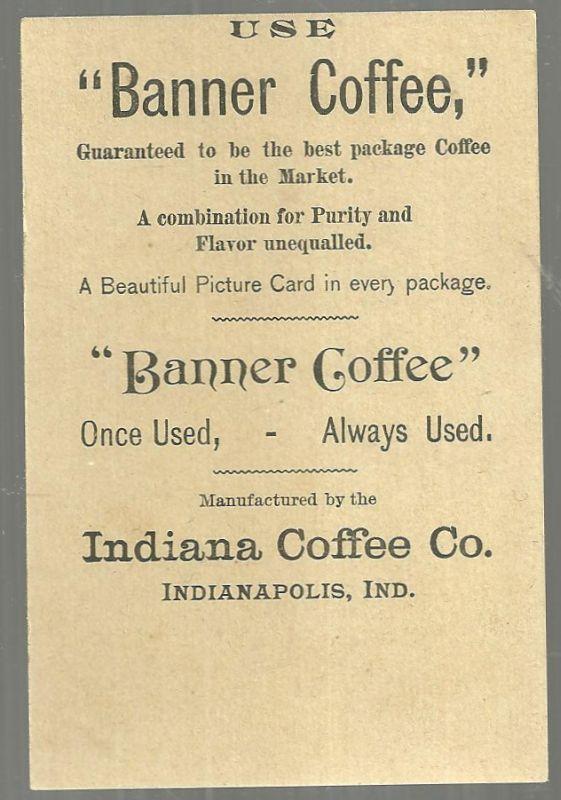 USE
“Banner Coffee,”
Guaranteed to be the best package Coffee
in the Market.
A combination for Purity and
Flavor unequalled.
A Beautiful Picture Card in every package.
“Banner Coffee”
Once Used, - Always Used.
Manufactured by the
Indiana Coffee Co.
INDIANAPOLIS, IND.